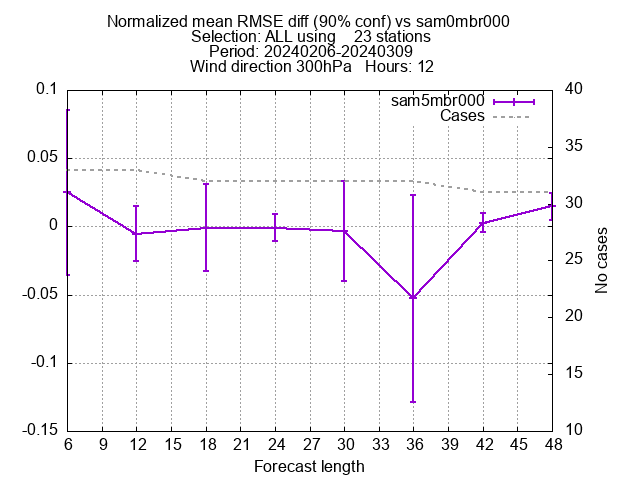 Normalized mean RMSE diff (90% conf) vs sam0mbr000
Selection: ALL using    23 stations
Period: 20240206-20240309
Wind direction 300hPa   Hours: 12
sam5mbr000
Cases
0.1
0.05
0
-0.05
-0.1
-0.15
40
35
30
25
20
15
10
No cases
6 9 12 15 18 21 24 27 30 33 36 39 42 45 48
Forecast length